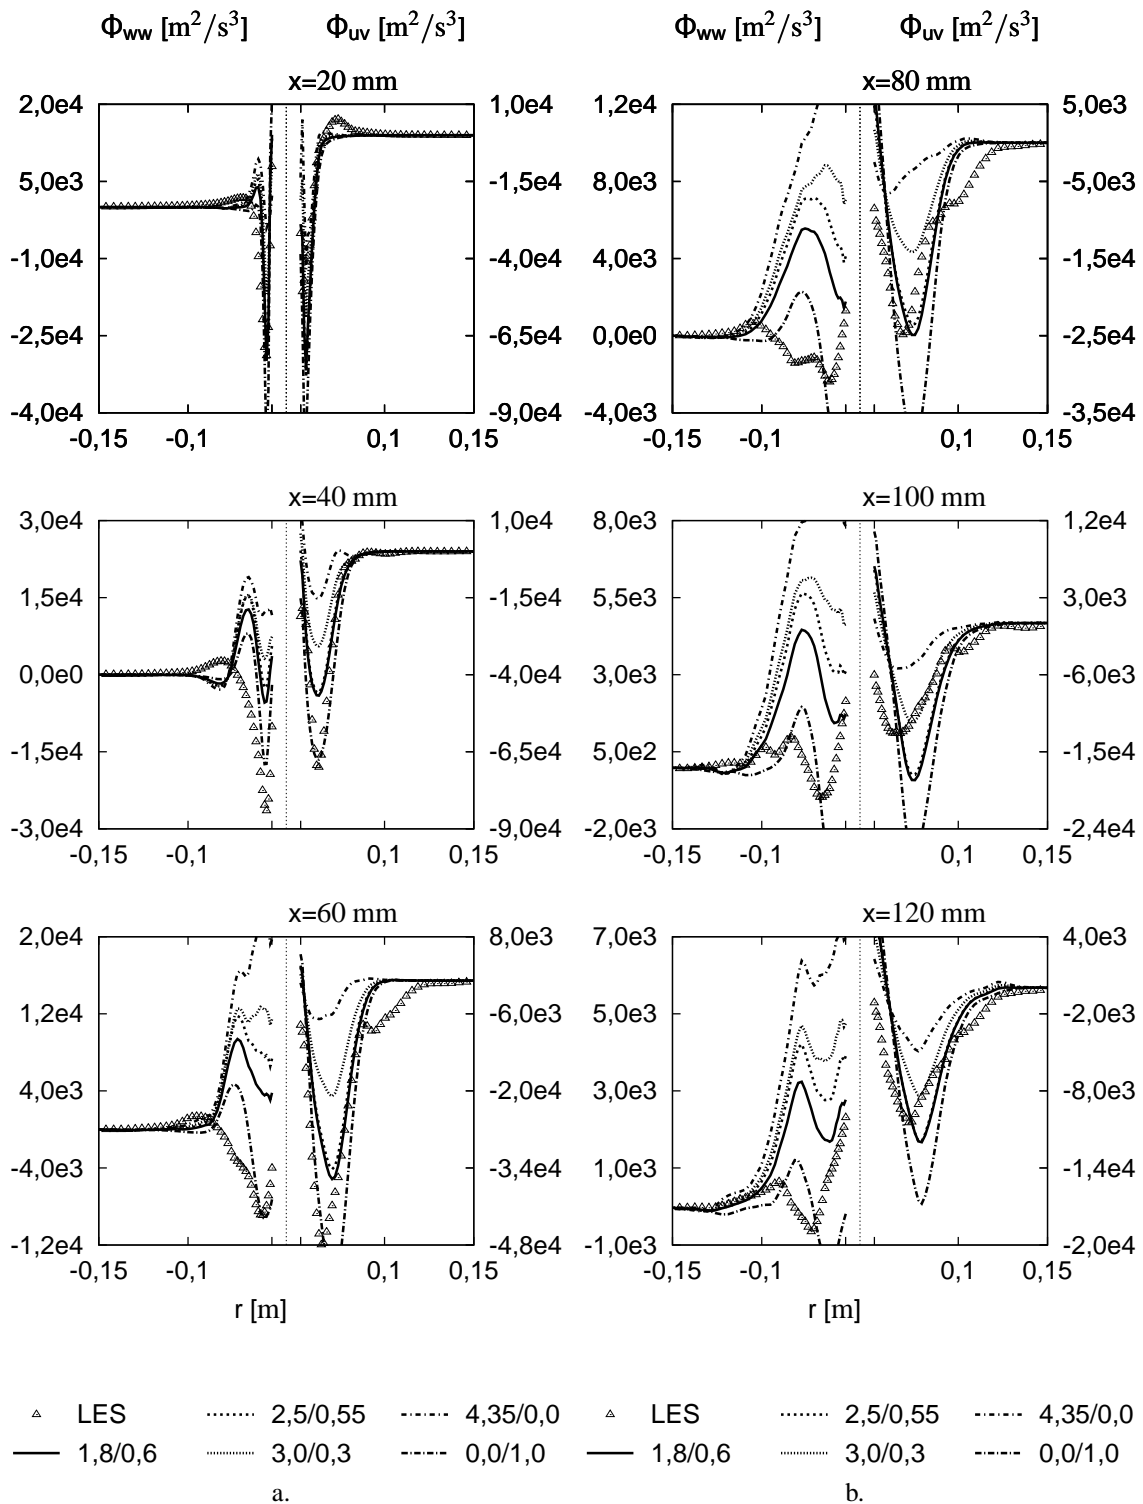 Φww [m²/s³] Φuv [m²/s³] Φww [m²/s³] Φuv [m²/s³]
x=20 mm
2,0e4
5,0e3
-1,0e4
-2,5e4
-4,0e4
1,0e4
-1,5e4
-4,0e4
-6,5e4
-9,0e4
-0,15 -0,1 0,1 0,15
x=80 mm
1,2e4
8,0e3
4,0e3
0,0e0
-4,0e3
5,0e3
-5,0e3
-1,5e4
-2,5e4
-3,5e4
-0,15 -0,1 0,1 0,15
x=40 mm
3,0e4
1,5e4
0,0e0
-1,5e4
-3,0e4
1,0e4
-1,5e4
-4,0e4
-6,5e4
-9,0e4
-0,15 -0,1 0,1 0,15
x=100 mm
8,0e3
5,5e3
3,0e3
5,0e2
-2,0e3
1,2e4
3,0e3
-6,0e3
-1,5e4
-2,4e4
-0,15 -0,1 0,1 0,15
x=60 mm
2,0e4
1,2e4
4,0e3
-4,0e3
-1,2e4
8,0e3
-6,0e3
-2,0e4
-3,4e4
-4,8e4
-0,15 -0,1 0,1 0,15
r [m]
x=120 mm
7,0e3
5,0e3
3,0e3
1,0e3
-1,0e3
4,0e3
-2,0e3
-8,0e3
-1,4e4
-2,0e4
-0,15 -0,1 0,1 0,15
r [m]
LES 2,5/0,55 4,35/0,0
1,8/0,6 3,0/0,3 0,0/1,0
a.
LES 2,5/0,55 4,35/0,0
1,8/0,6 3,0/0,3 0,0/1,0
b.